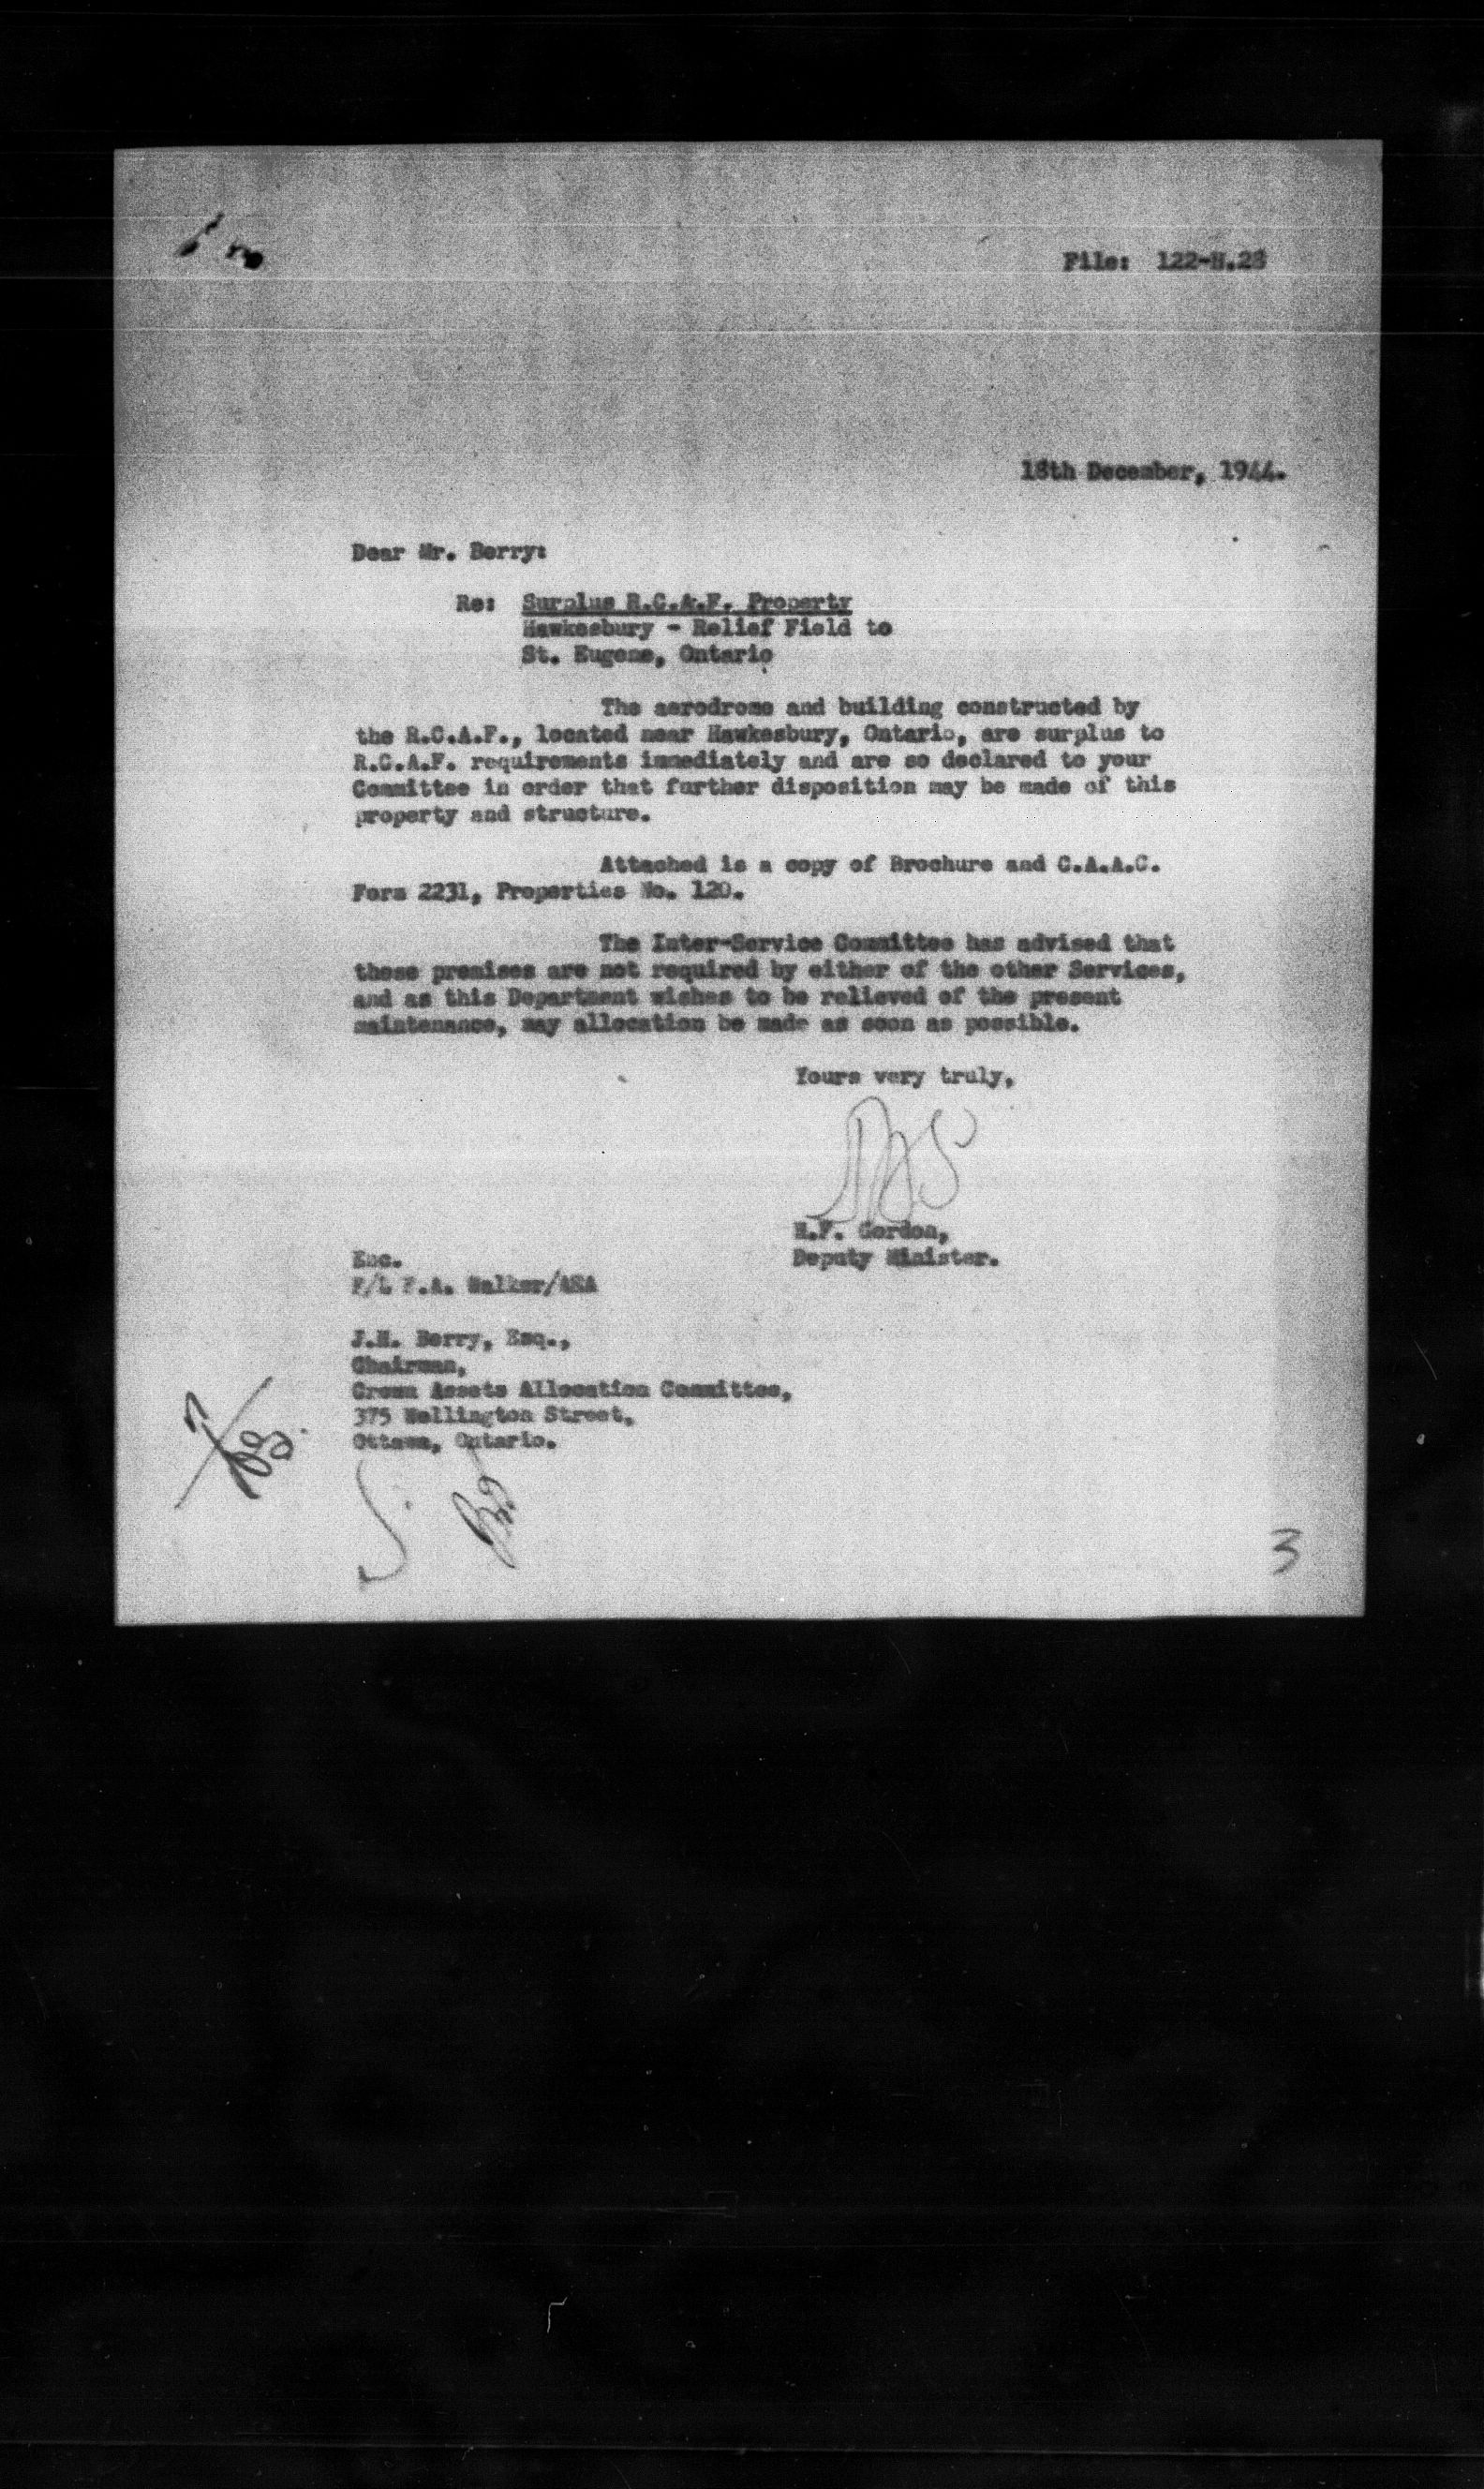 File: 122-H.28
18th December, 1944.
Dear Mr. Berry:
Re: Surplus R.C.A.F. Property
Hawkesbury - Relief Field to
St. Eugene, Ontario
The aerodrome and building constructed by
the R.C.A.F., located near Hawkesbury, Ontario, are surplus to
R.C.A.F. requirements immediately and are so declared to your
Committee in order that further disposition may be made of this
property and structure.
Attached is a copy of Brochure and C.A.A.C.
Form 2231, Properties No. 120.
The Inter-Service Committee has advised that
these premises are not required by either of the other Services,
and as this Department wishes to be relieved of the present
maintenance, may allocation be made as soon as possible.
Yours very truly,
H.F. Gordon,
Deputy Minister.
Enc.
F/L F.A. Walker/
J.H. Berry, Esq.,
Chairman,
Crown Assets Allocation Committee,
375 Wellington Street,
Ottawa, Ontario.
3